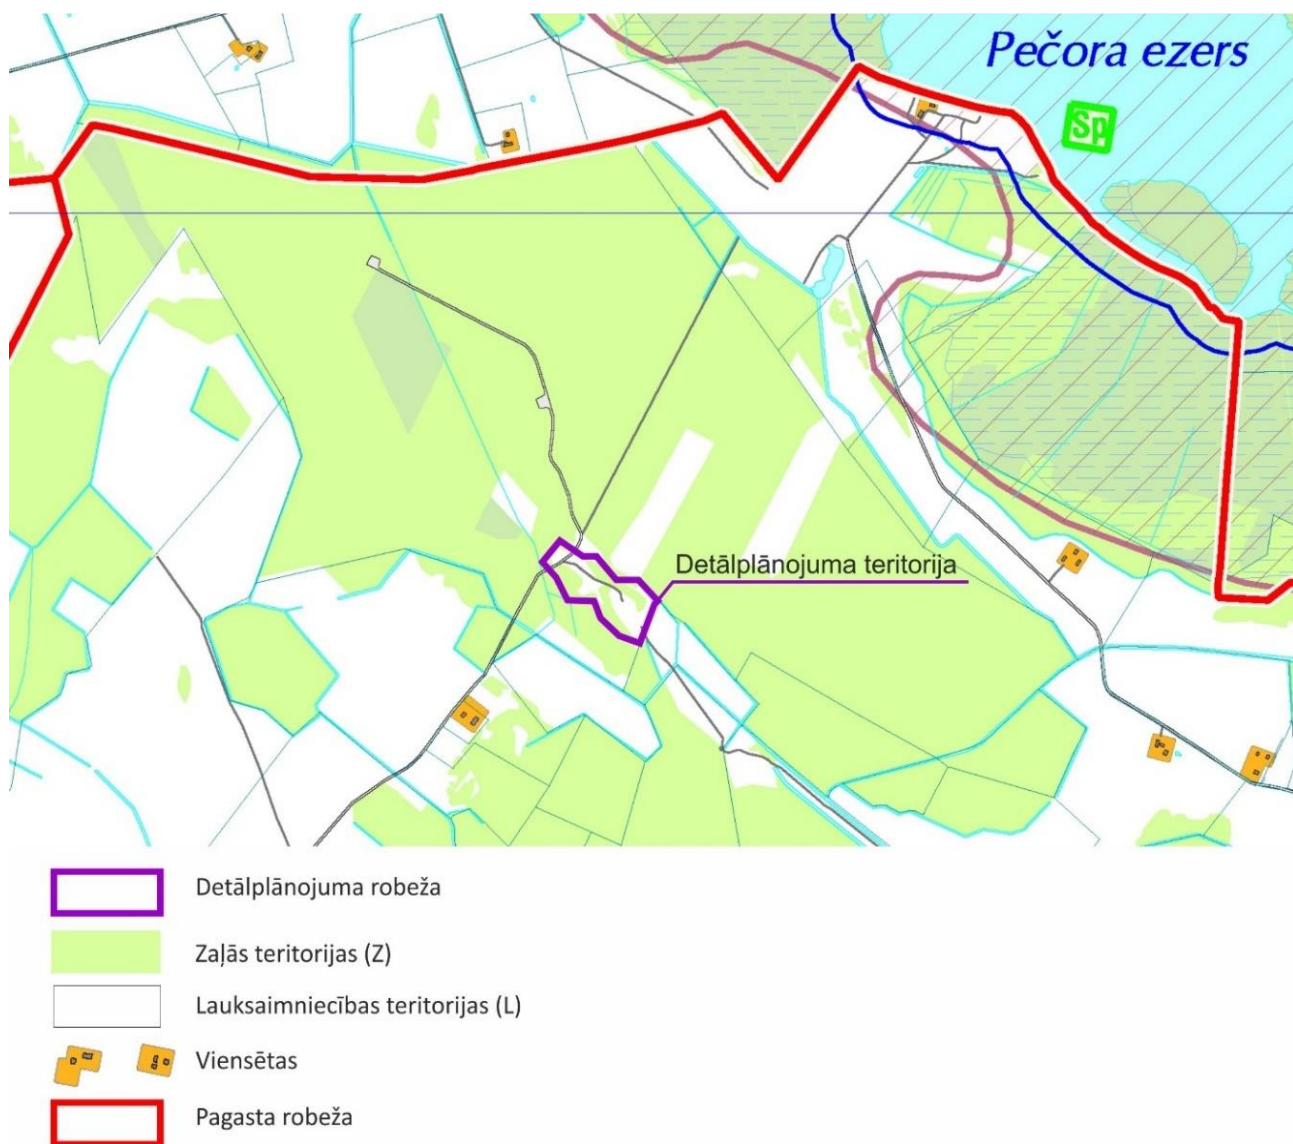 Pečora ezers
Sp
Detālplānojuma teritorija
Detālplānojuma robeža
Zaļās teritorijas (Z)
Lauksaimniecības teritorijas (L)
Viensētas
Pagasta robeža